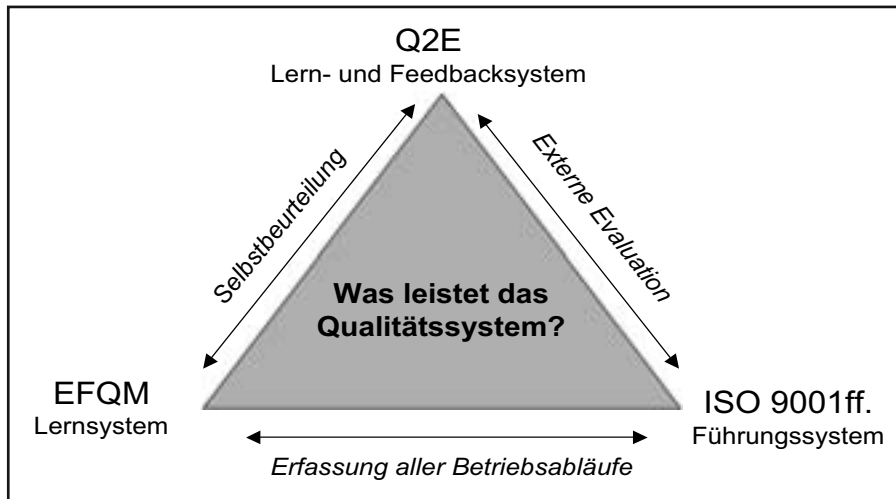 Q2E
Lern- und Feedbacksystem
Selbstbeurteilung
Externe Evaluation
Was leistet das
Qualitätssystem?
EFQM
Lernsystem
ISO 9001ff.
Führungssystem
Erfassung aller Betriebsabläufe